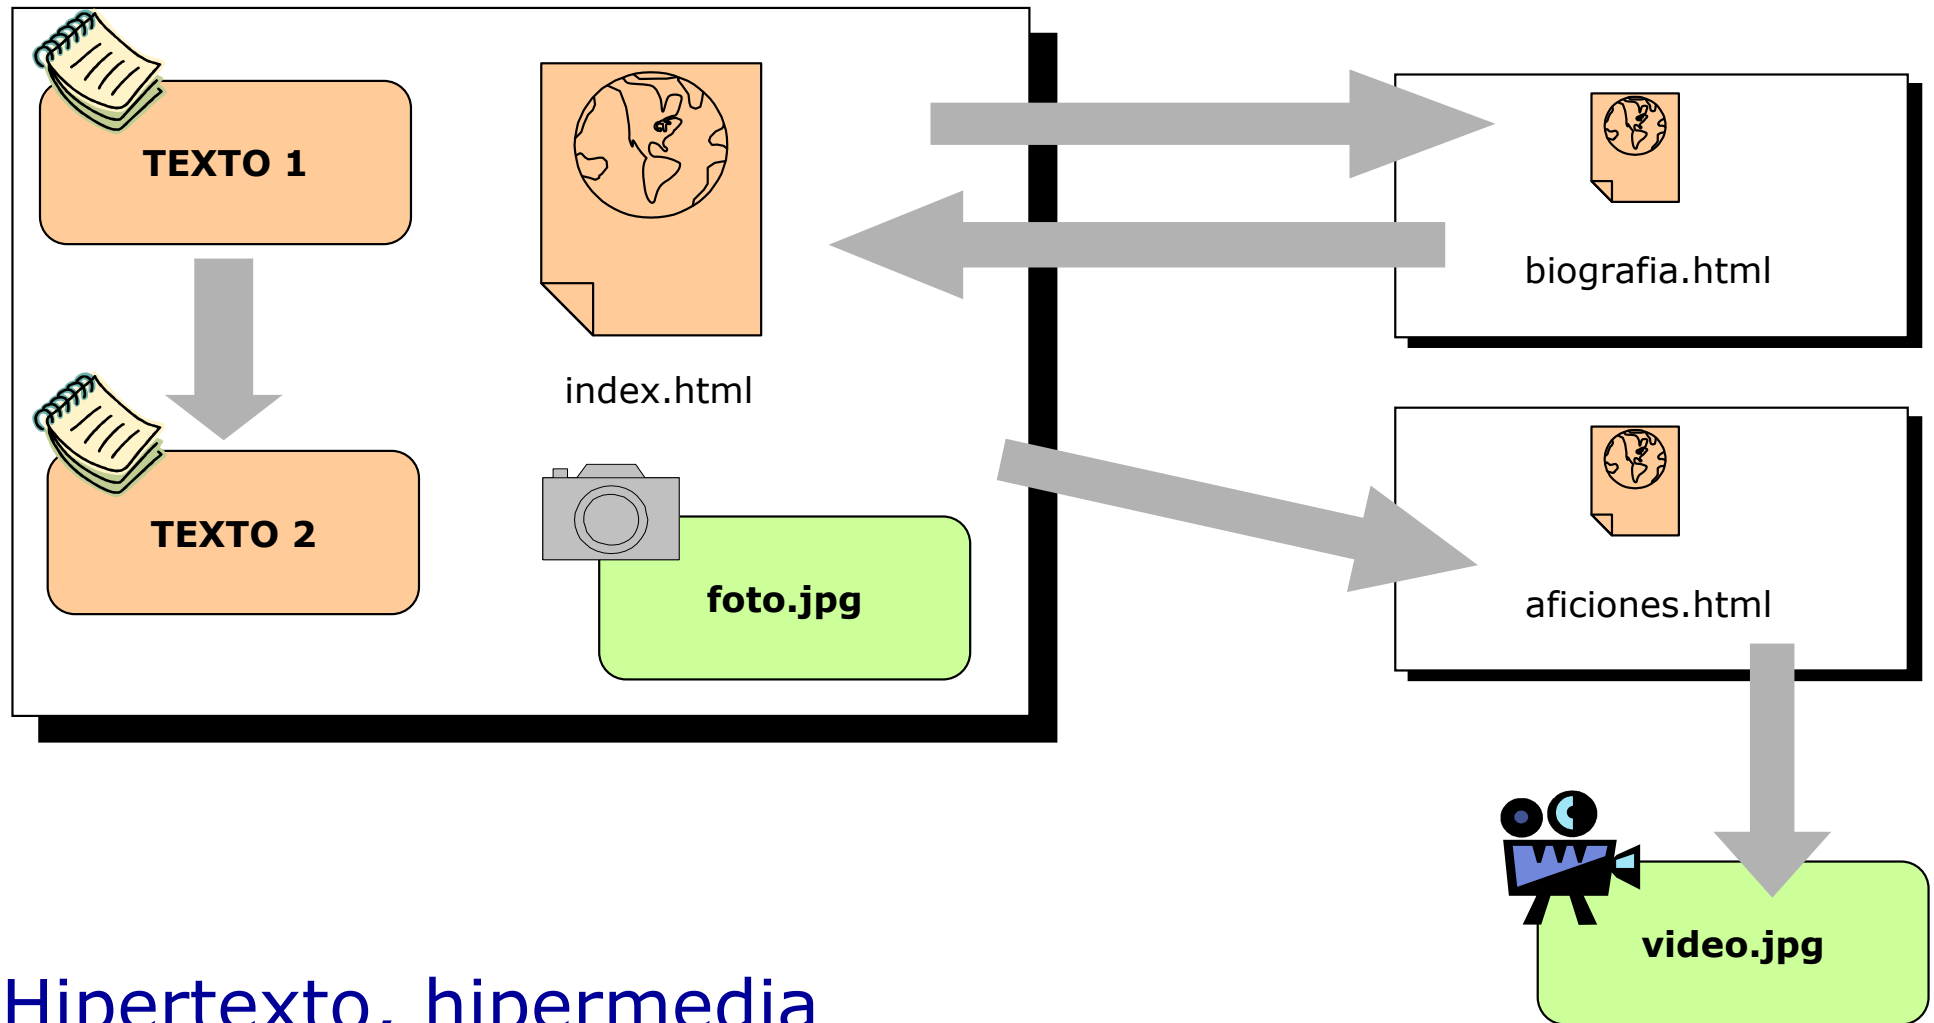 TEXTO 1
TEXTO 2
index.html
foto.jpg
biografia.html
aficiones.html
video.jpg
Hipertexto, hipermedia